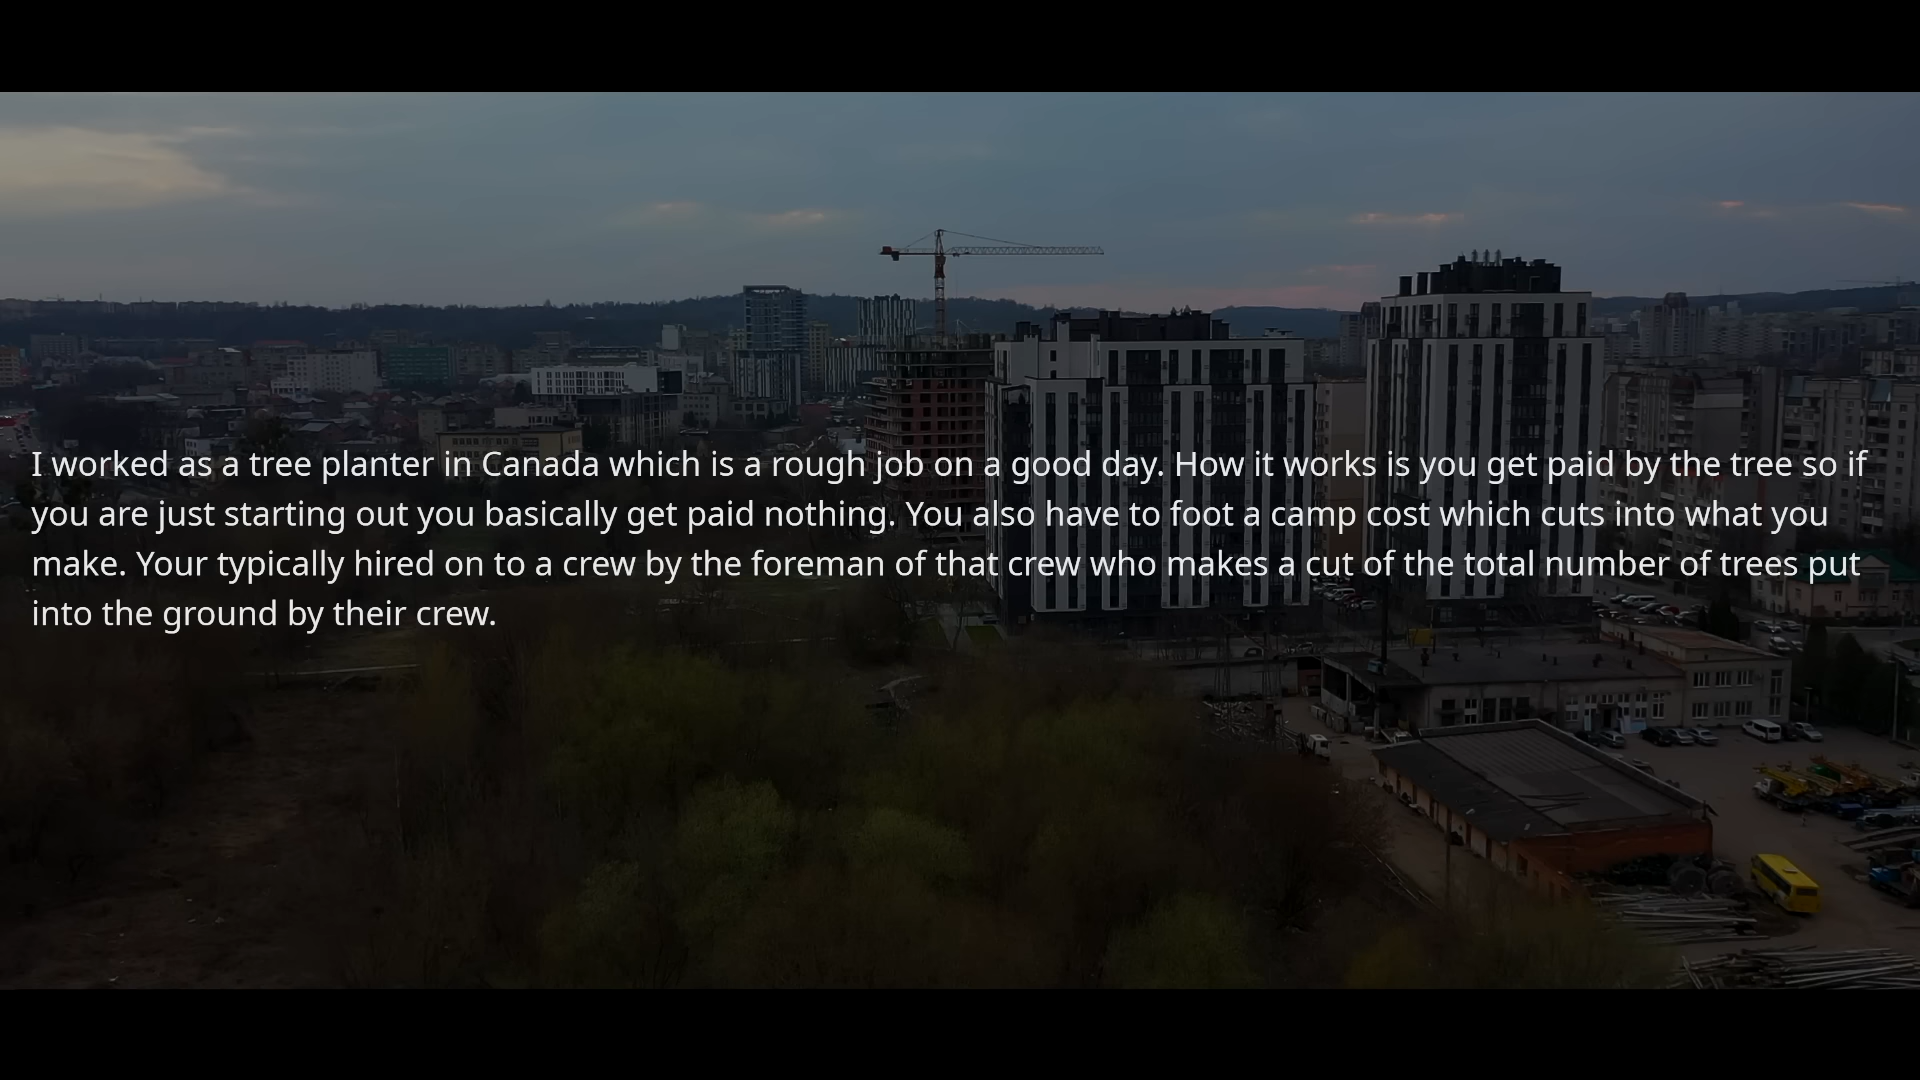 I worked as a tree planter in Canada which is a rough job on a good day. How it works is you get paid by the tree so if
you are just starting out you basically get paid nothing. You also have to foot a camp cost which cuts into what you
make. Your typically hired on to a crew by the foreman of that crew who makes a cut of the total number of trees put
into the ground by their crew.